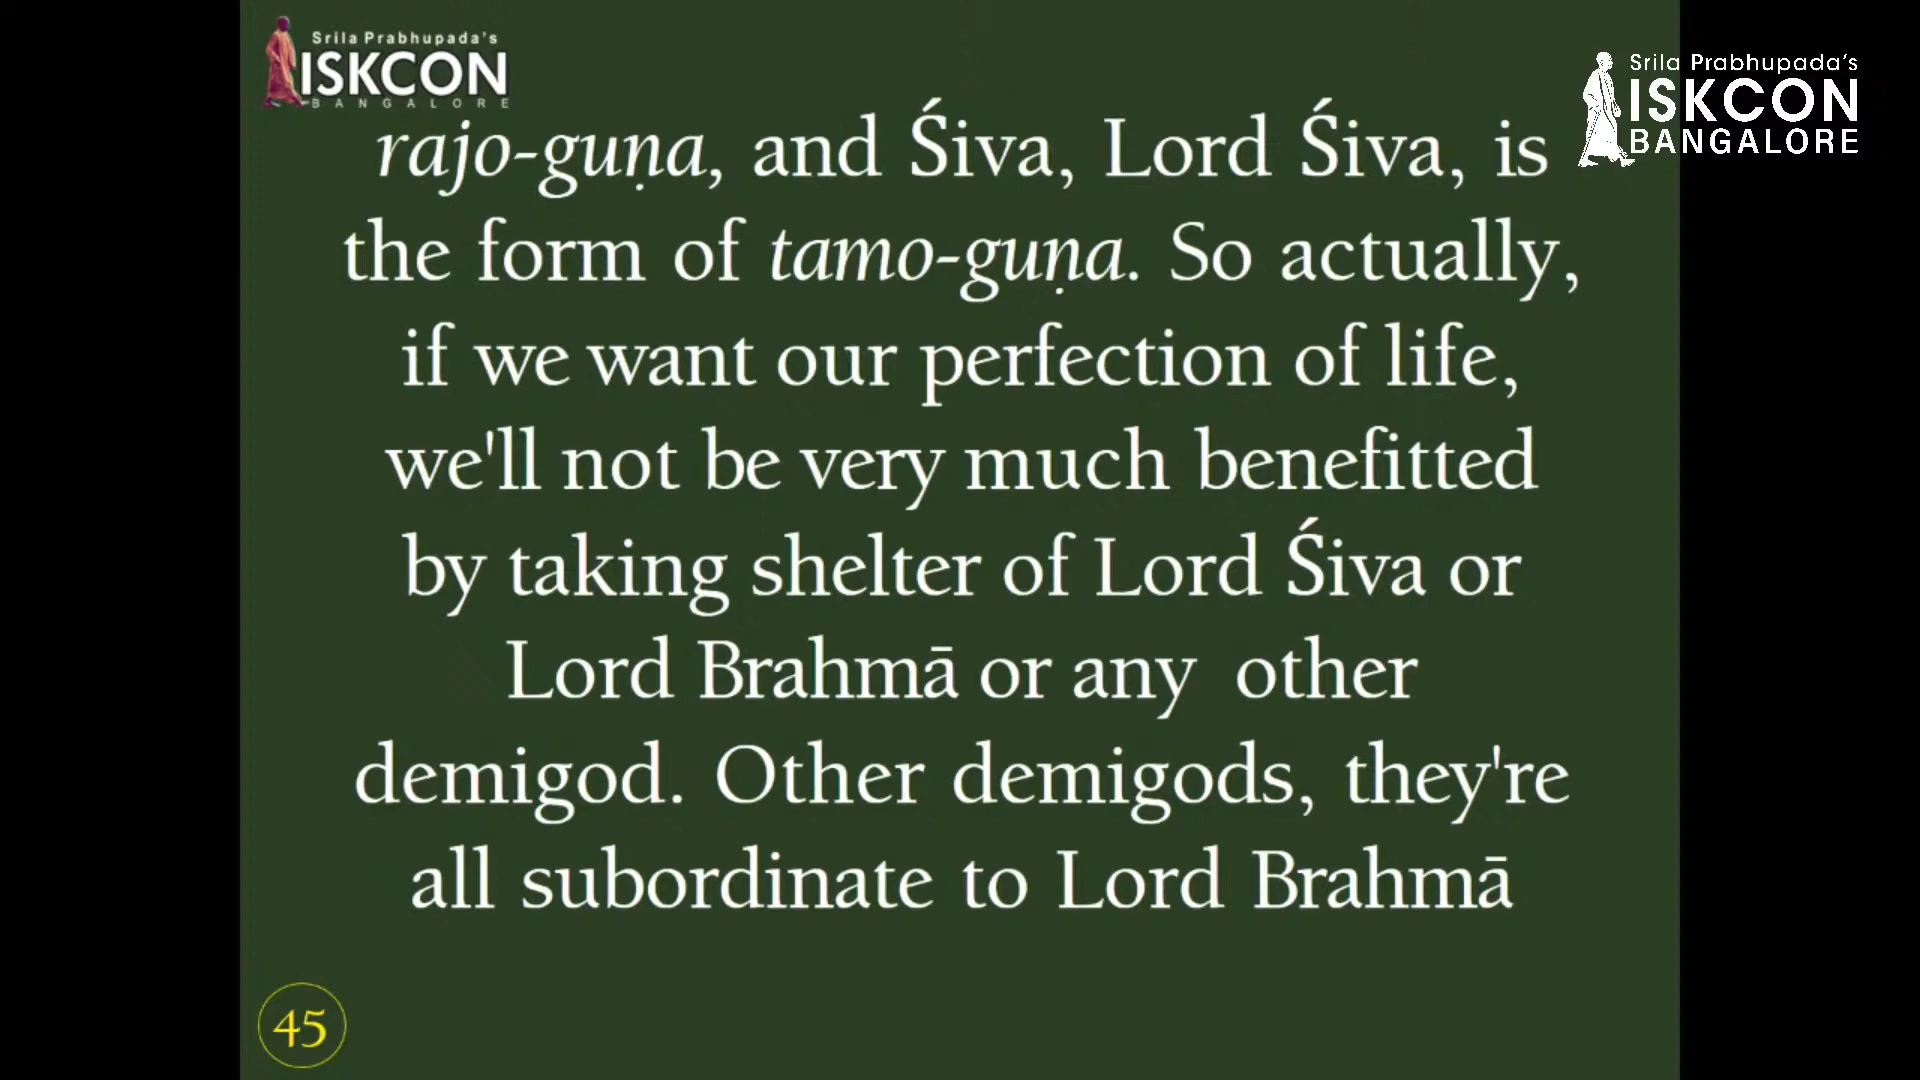 Srila Prabhupada's
ISKCON
BANGALORE
Srila Prabhupada's
ISKCON
BANGALORE
rajo-guṇa, and Śiva, Lord Śiva, is
the form of tamo-guṇa. So actually,
if we want our perfection of life,
we'll not be very much benefitted
by taking shelter of Lord Śiva or
Lord Brahmā or any other
demigod. Other demigods, they're
all subordinate to Lord Brahmā
45